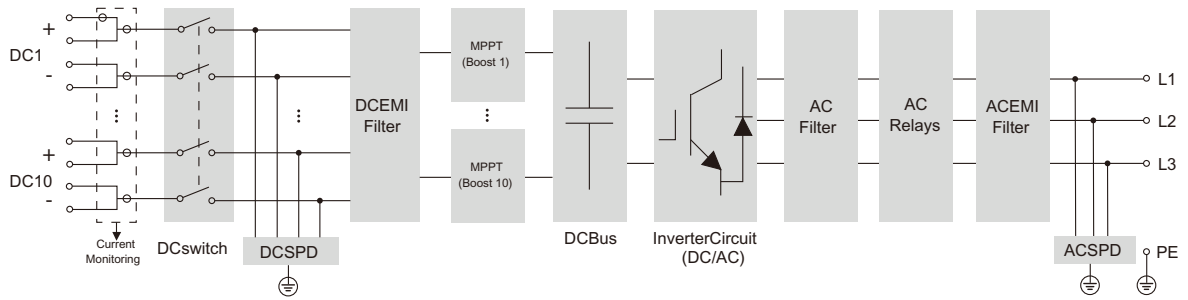 +
DC1
-
⋮
+
DC10
-
Current
Monitoring
DCswitch
⋮
DCSPD
DCEMI
Filter
MPPT
(Boost 1)
⋮
MPPT
(Boost 10)
DCBus
InverterCircuit
(DC/AC)
AC
Filter
AC
Relays
ACEMI
Filter
L1
L2
L3
ACSPD
PE